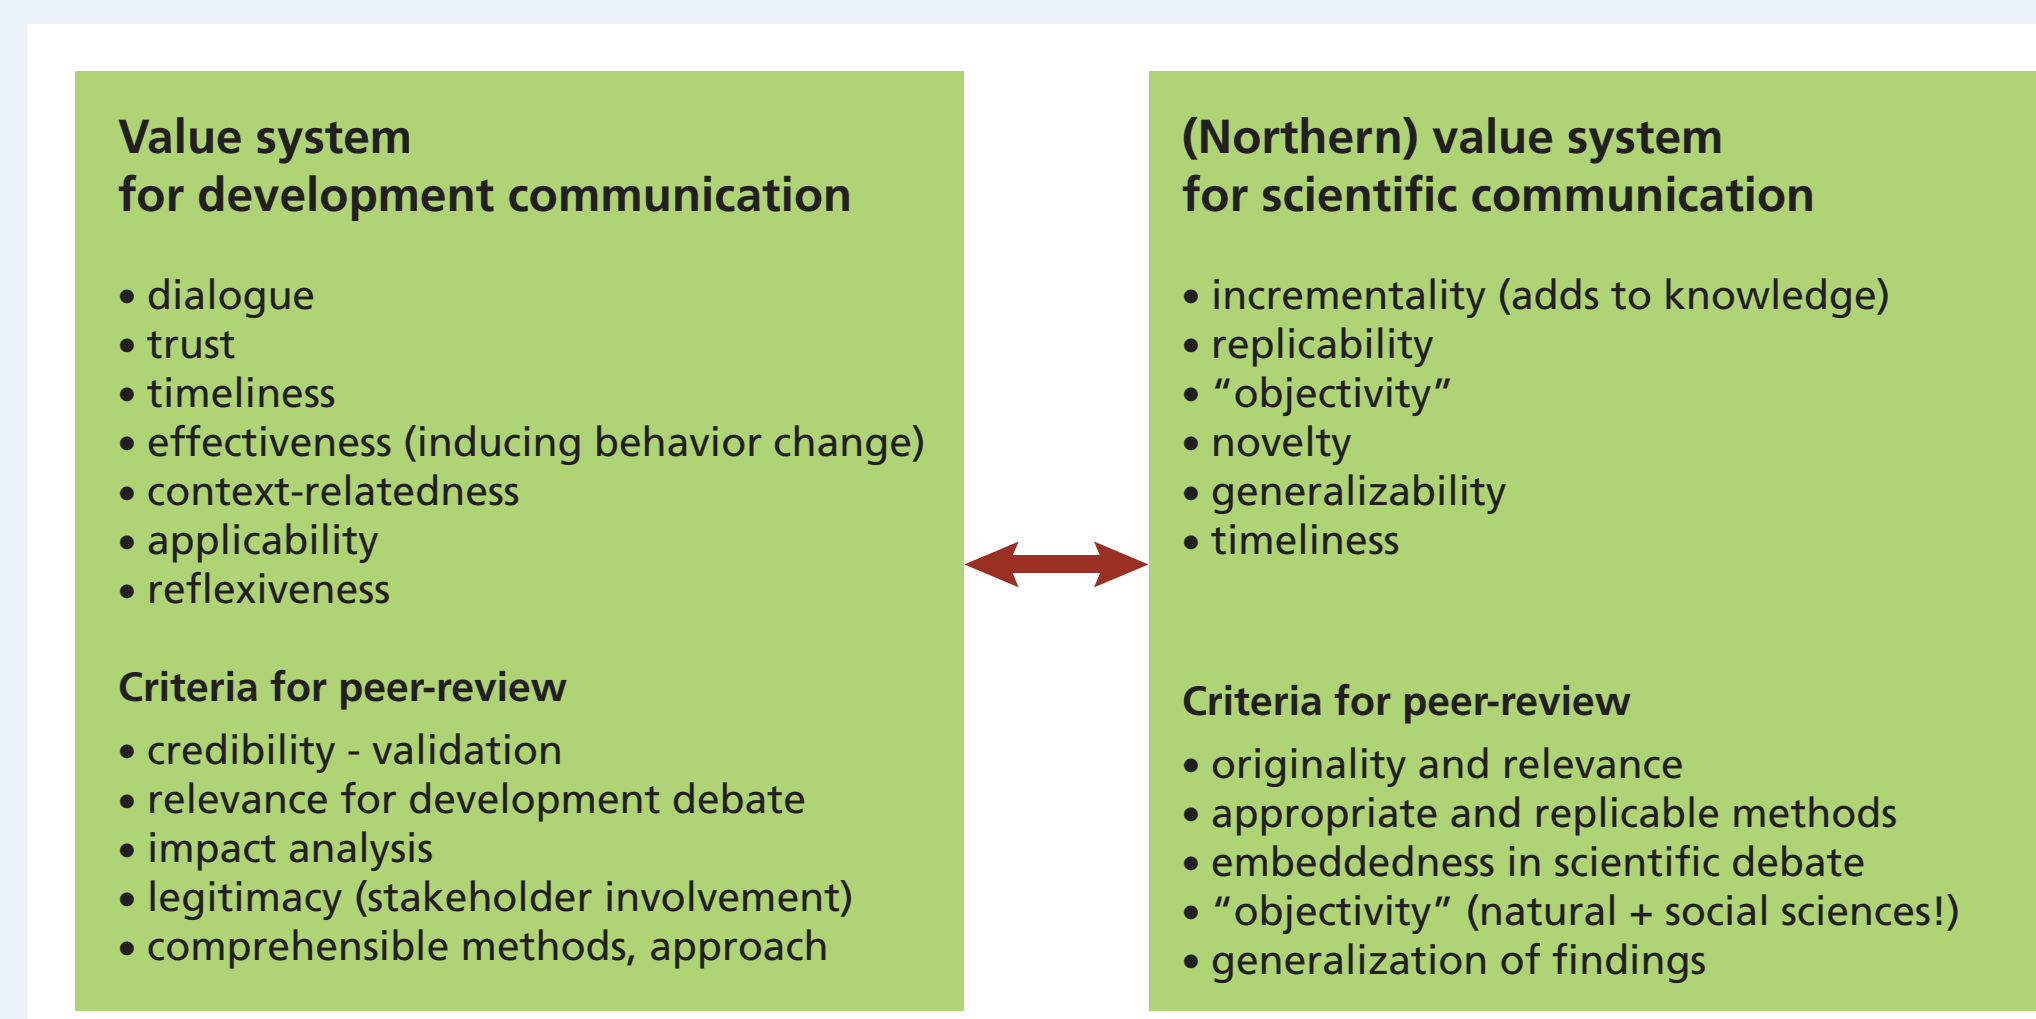 Value system
for development communication
• dialogue
• trust
• timeliness
• effectiveness (inducing behavior change)
• context-relatedness
• applicability
• reflexiveness
Criteria for peer-review
• credibility - validation
• relevance for development debate
• impact analysis
• legitimacy (stakeholder involvement)
• comprehensible methods, approach
(Northern) value system
for scientific communication
• incrementality (adds to knowledge)
• replicability
• “objectivity”
• novelty
• generalizability
• timeliness
Criteria for peer-review
• originality and relevance
• appropriate and replicable methods
• embeddedness in scientific debate
• “objectivity” (natural + social sciences!)
• generalization of findings